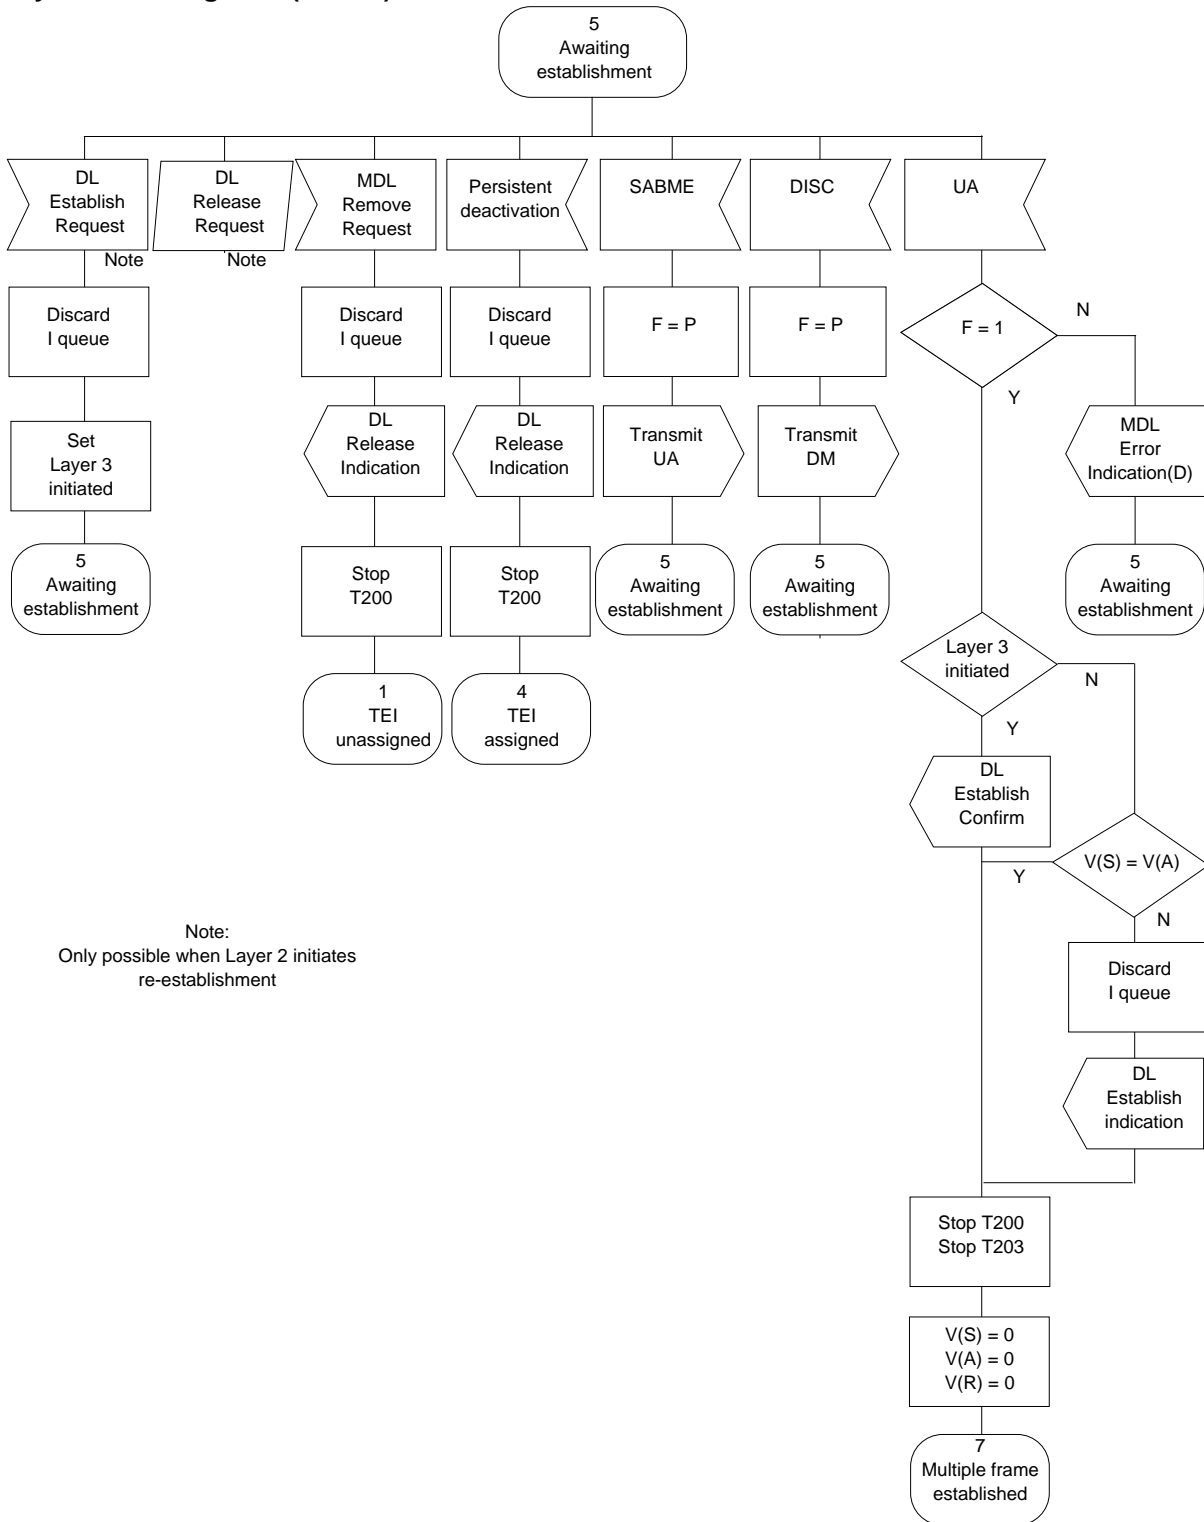 5
Awaiting
establishment
DL
Establish
Request
Note
DL
Release
Request
Note
MDL
Remove
Request
Persistent
deactivation
SABME
DISC
UA
Discard
I queue
Set
Layer 3
initiated
5
Awaiting
establishment
Discard
I queue
DL
Release
Indication
Stop
T200
1
TEI
unassigned
Discard
I queue
DL
Release
Indication
Stop
T200
4
TEI
assigned
F = P
Transmit
UA
5
Awaiting
establishment
F = P
Transmit
DM
5
Awaiting
establishment
F = 1
N
Y
MDL
Error
Indication(D)
5
Awaiting
establishment
Layer 3
initiated
N
Y
DL
Establish
Confirm
V(S) = V(A)
Y
N
Discard
I queue
DL
Establish
indication
Stop T200
Stop T203
V(S) = 0
V(A) = 0
V(R) = 0
7
Multiple frame
established
Note:
Only possible when Layer 2 initiates
re-establishment